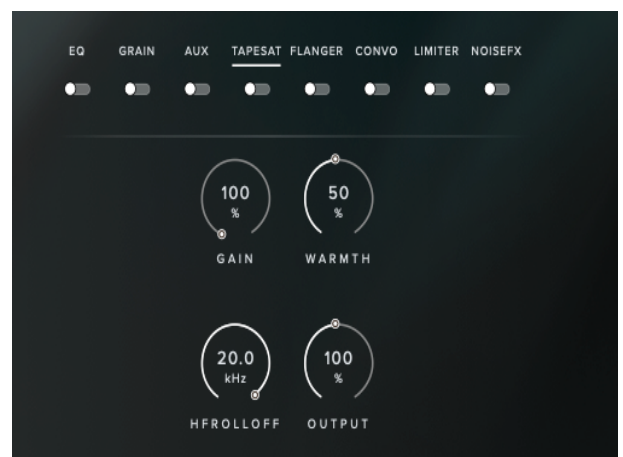 EQ GRAIN AUX TAPESAT FLANGER CONVO LIMITER NOISEFX
100 50
% %
GAIN WARMTH
20.0 100
kHz %
HFROLLOFF OUTPUT